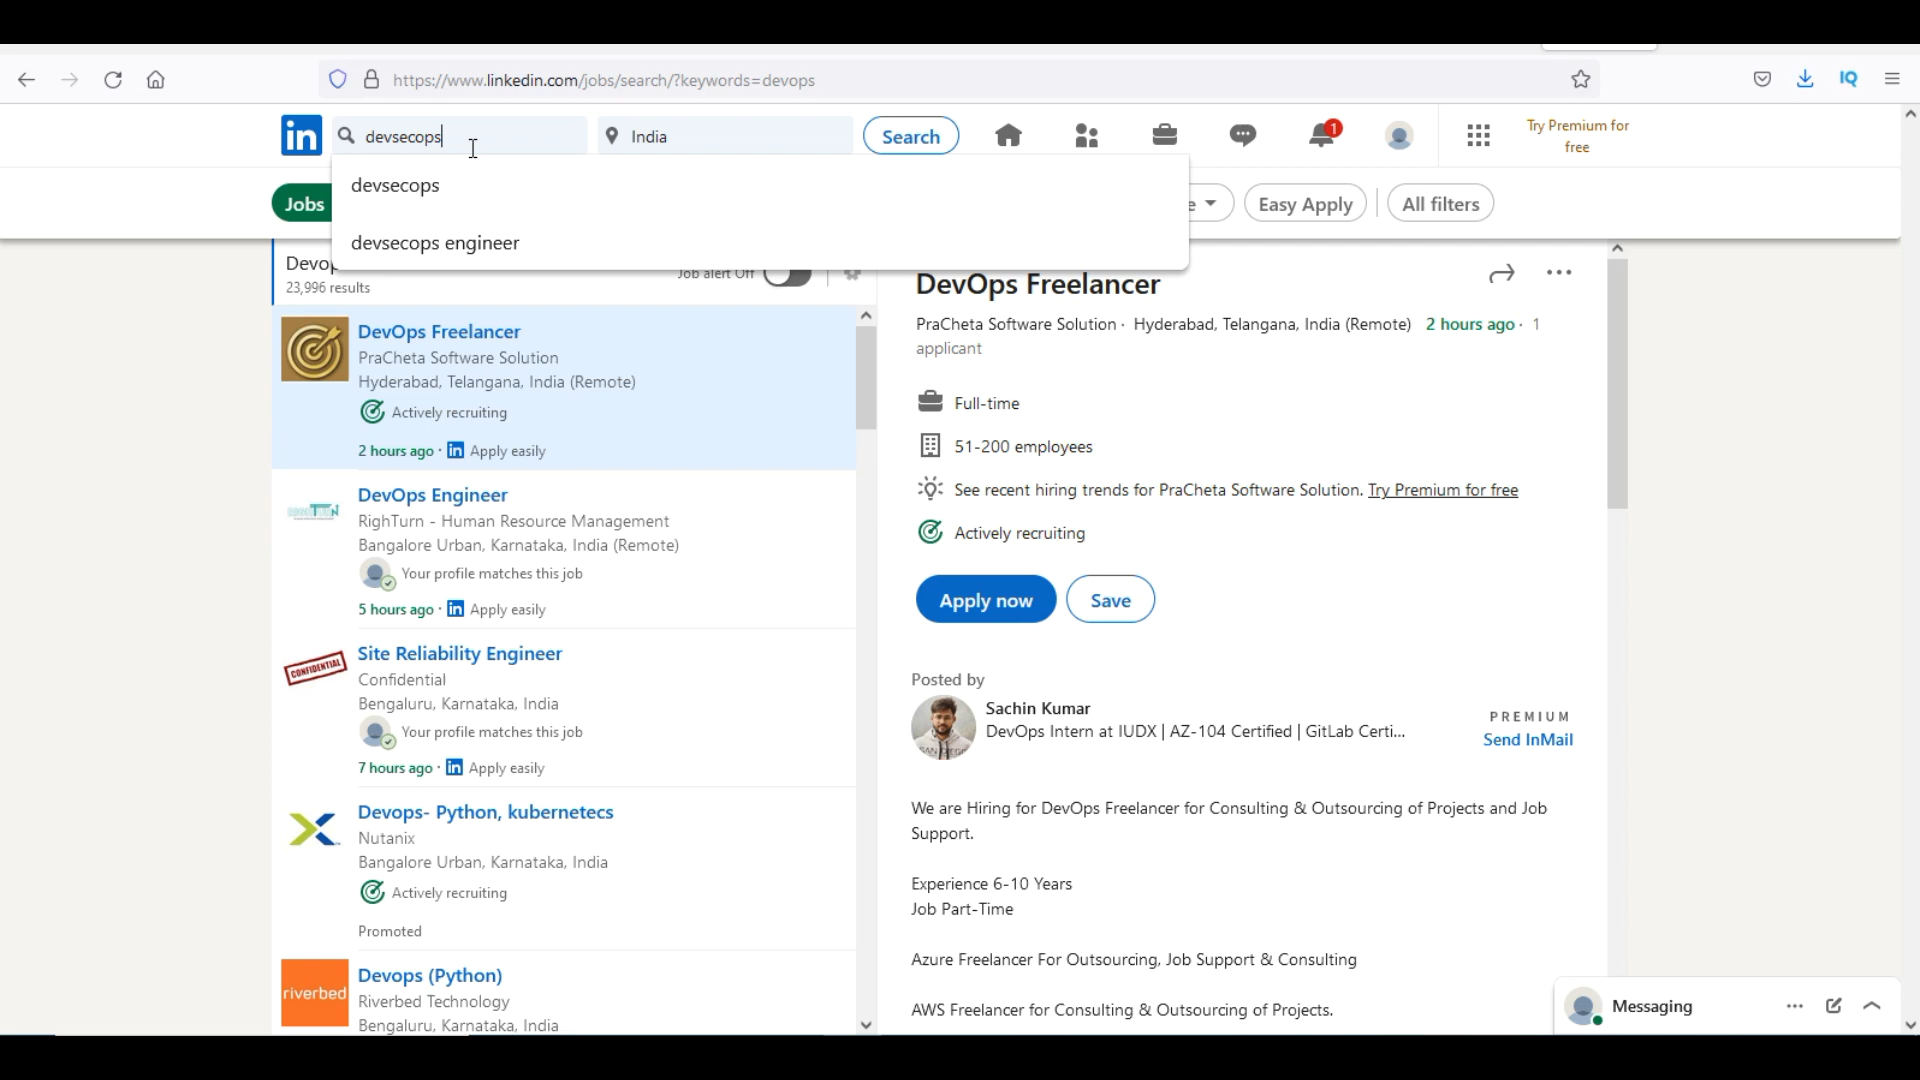 https://www.linkedin.com/jobs/search/?keywords=devops
IQ
in
devsecops
India
Search
1
Try Premium for
free
devsecops
devsecops engineer
Jobs
e
Easy Apply
All filters
Devop
23,996 results
Job alert Off
DevOps Freelancer
PraCheta Software Solution
Hyderabad, Telangana, India (Remote)
Actively recruiting
2 hours ago · in Apply easily
DevOps Engineer
RighTurn - Human Resource Management
Bangalore Urban, Karnataka, India (Remote)
Your profile matches this job
5 hours ago · in Apply easily
CONFIDENTIAL
Site Reliability Engineer
Confidential
Bengaluru, Karnataka, India
Your profile matches this job
7 hours ago · in Apply easily
Devops- Python, kubernetecs
Nutanix
Bangalore Urban, Karnataka, India
Actively recruiting
Promoted
riverbed
Devops (Python)
Riverbed Technology
Bengaluru, Karnataka, India
DevOps Freelancer
PraCheta Software Solution · Hyderabad, Telangana, India (Remote) 2 hours ago · 1
applicant
Full-time
51-200 employees
See recent hiring trends for PraCheta Software Solution. Try Premium for free
Actively recruiting
Apply now
Save
Posted by
Sachin Kumar
DevOps Intern at IUDX | AZ-104 Certified | GitLab Certi...
PREMIUM
Send InMail
We are Hiring for DevOps Freelancer for Consulting & Outsourcing of Projects and Job
Support.
Experience 6-10 Years
Job Part-Time
Azure Freelancer For Outsourcing, Job Support & Consulting
AWS Freelancer for Consulting & Outsourcing of Projects.
Messaging